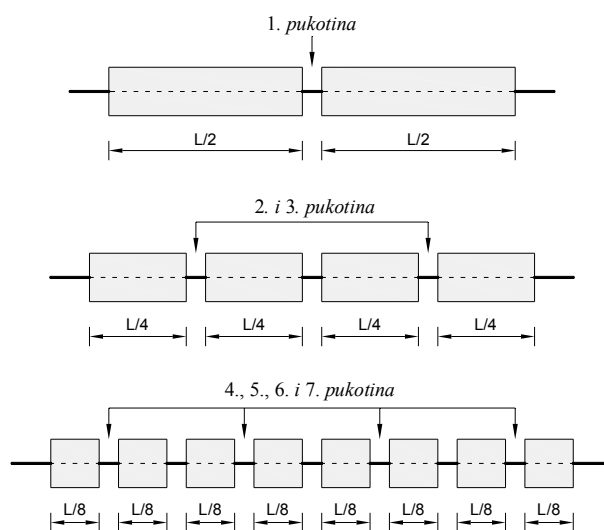 1. pukotina
L/2 L/2
2. i 3. pukotina
L/4 L/4 L/4 L/4
4., 5., 6. i 7. pukotina
L/8 L/8 L/8 L/8 L/8 L/8 L/8 L/8